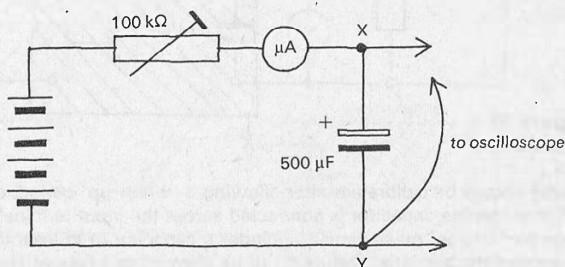 100 kΩ
μA
X
+
500 μF
to oscilloscope
Y